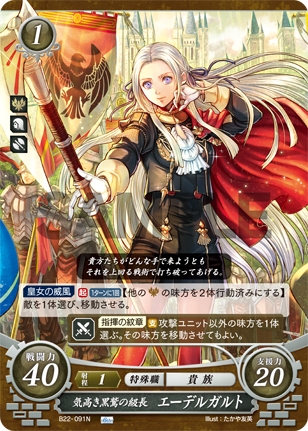 1
貴方たちがどんな手で来ようとも
それを上回る戦術で打ち破ってあげる。
皇女の威風 起 1ターンに1回 【他の の味方を2体行動済みにする】
敵を1体選び、移動させる。
指揮の紋章 支 攻撃ユニット以外の味方を1体
選ぶ。その味方を移動させてもよい。
戦闘力
40
射程 1 特殊職 貴族
支援力
20
気高き黒鷲の級長 エーデルガルト
B22-091N Illust:たかや友英